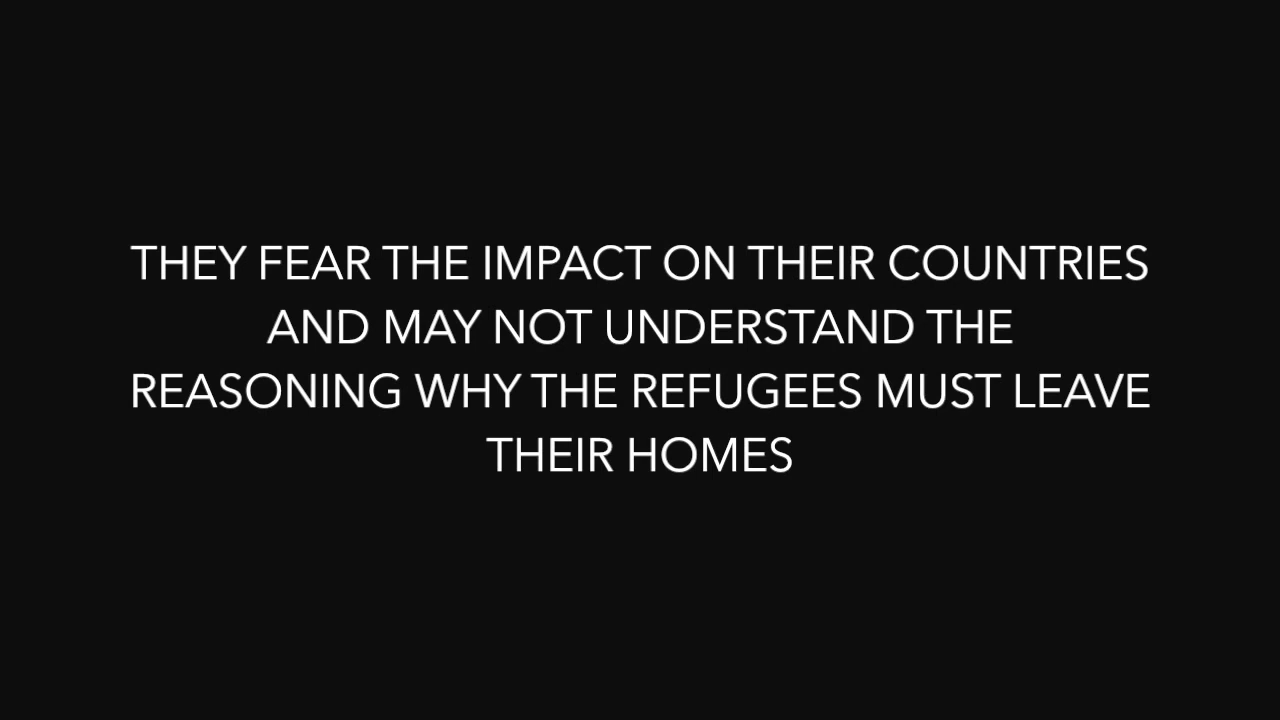 THEY FEAR THE IMPACT ON THEIR COUNTRIES
AND MAY NOT UNDERSTAND THE
REASONING WHY THE REFUGEES MUST LEAVE
THEIR HOMES